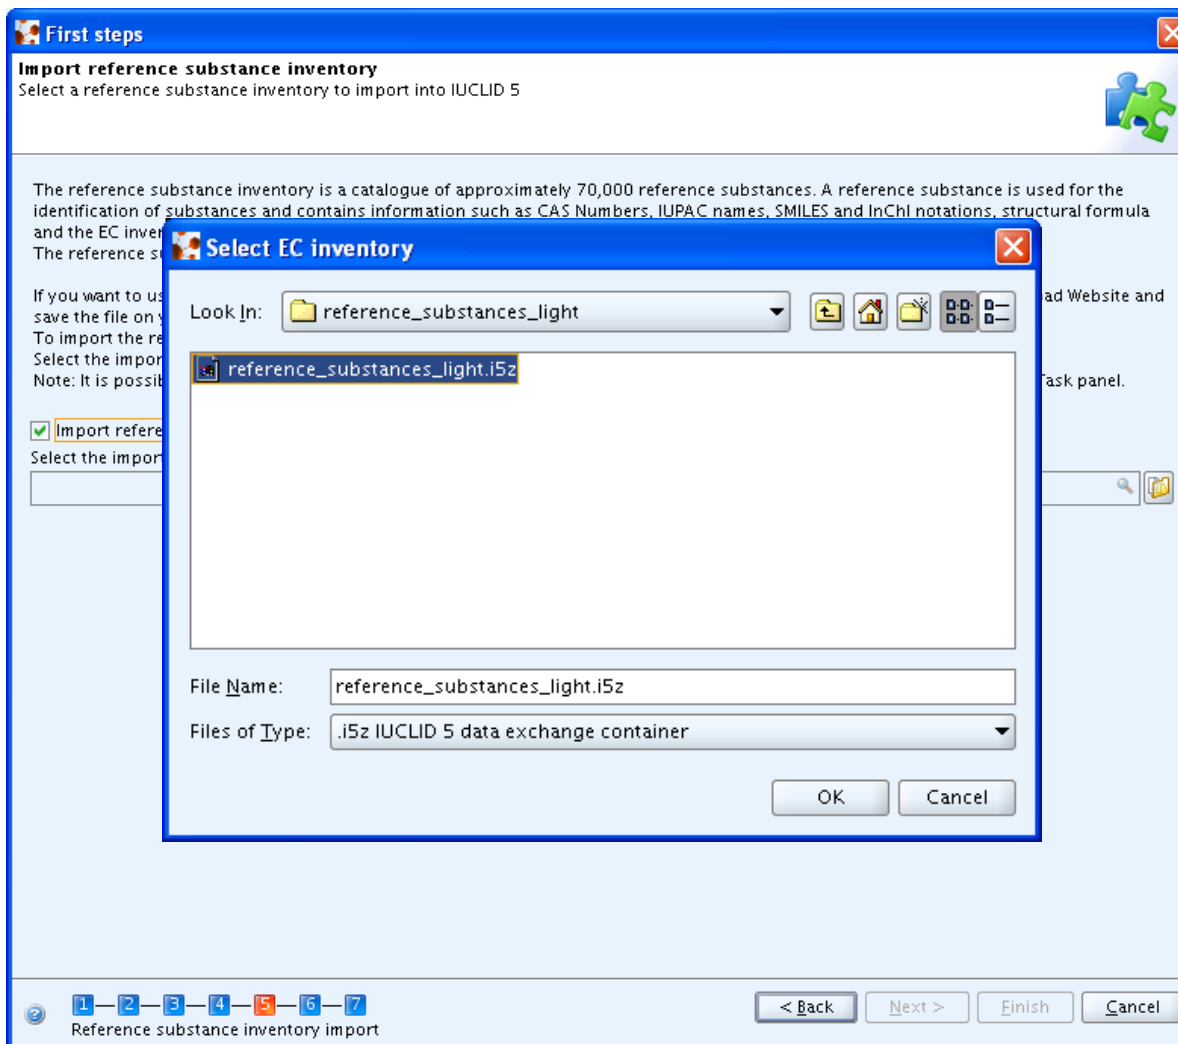 First steps
Import reference substance inventory
Select a reference substance inventory to import into IUCLID 5
The reference substance inventory is a catalogue of approximately 70,000 reference substances. A reference substance is used for the
identification of substances and contains information such as CAS Numbers, IUPAC names, SMILES and InChI notations, structural formula
and the EC inver
The reference s
If you want to us
ad Website and
save the file on y
To import the re
Select the impor
Note: It is possib
Task panel.
Import refere
Select the import
Select EC inventory
Look In:
reference_substances_light
reference_substances_light.i5z
File Name:
reference_substances_light.i5z
Files of Type:
.i5z IUCLID 5 data exchange container
OK
Cancel
1 2 3 4 5 6 7
Reference substance inventory import
< Back
Next >
Finish
Cancel